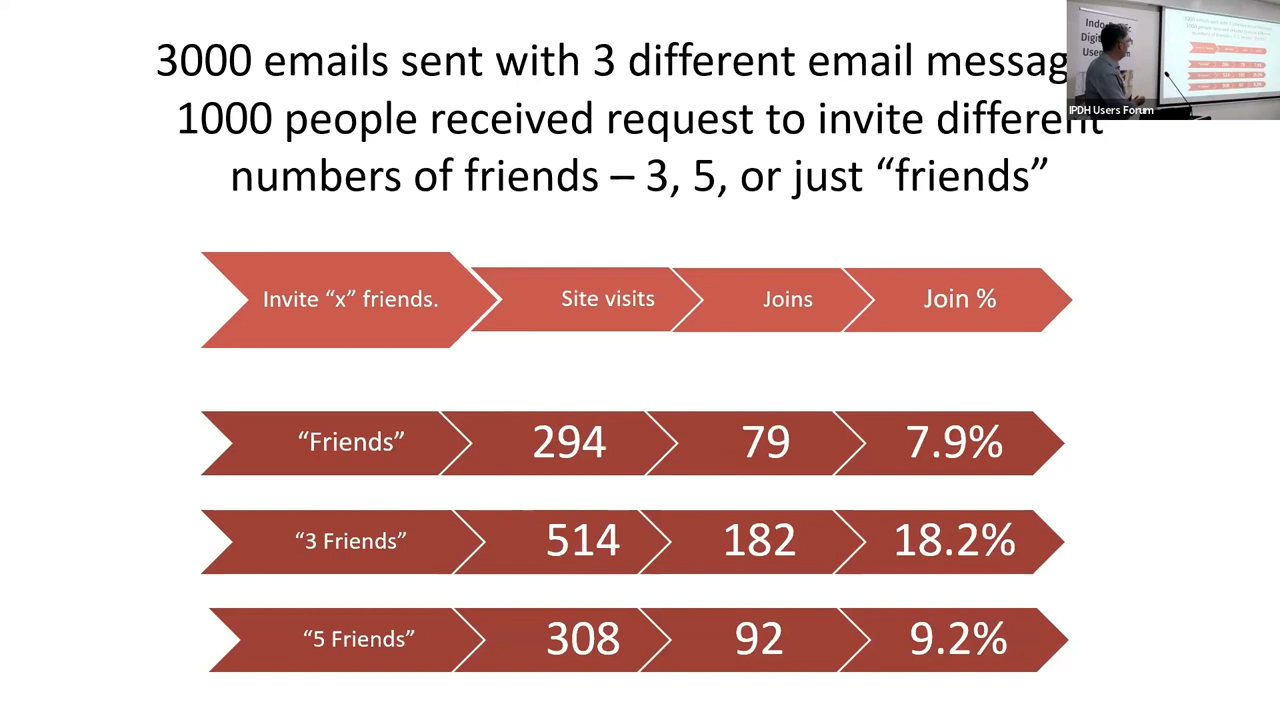 3000 emails sent with 3 different email messag
1000 people received request to invite different
numbers of friends – 3, 5, or just “friends”
Invite “x” friends.
Site visits
Joins
Join %
“Friends”
294
79
7.9%
“3 Friends”
514
182
18.2%
“5 Friends”
308
92
9.2%
IPDH Users Forum